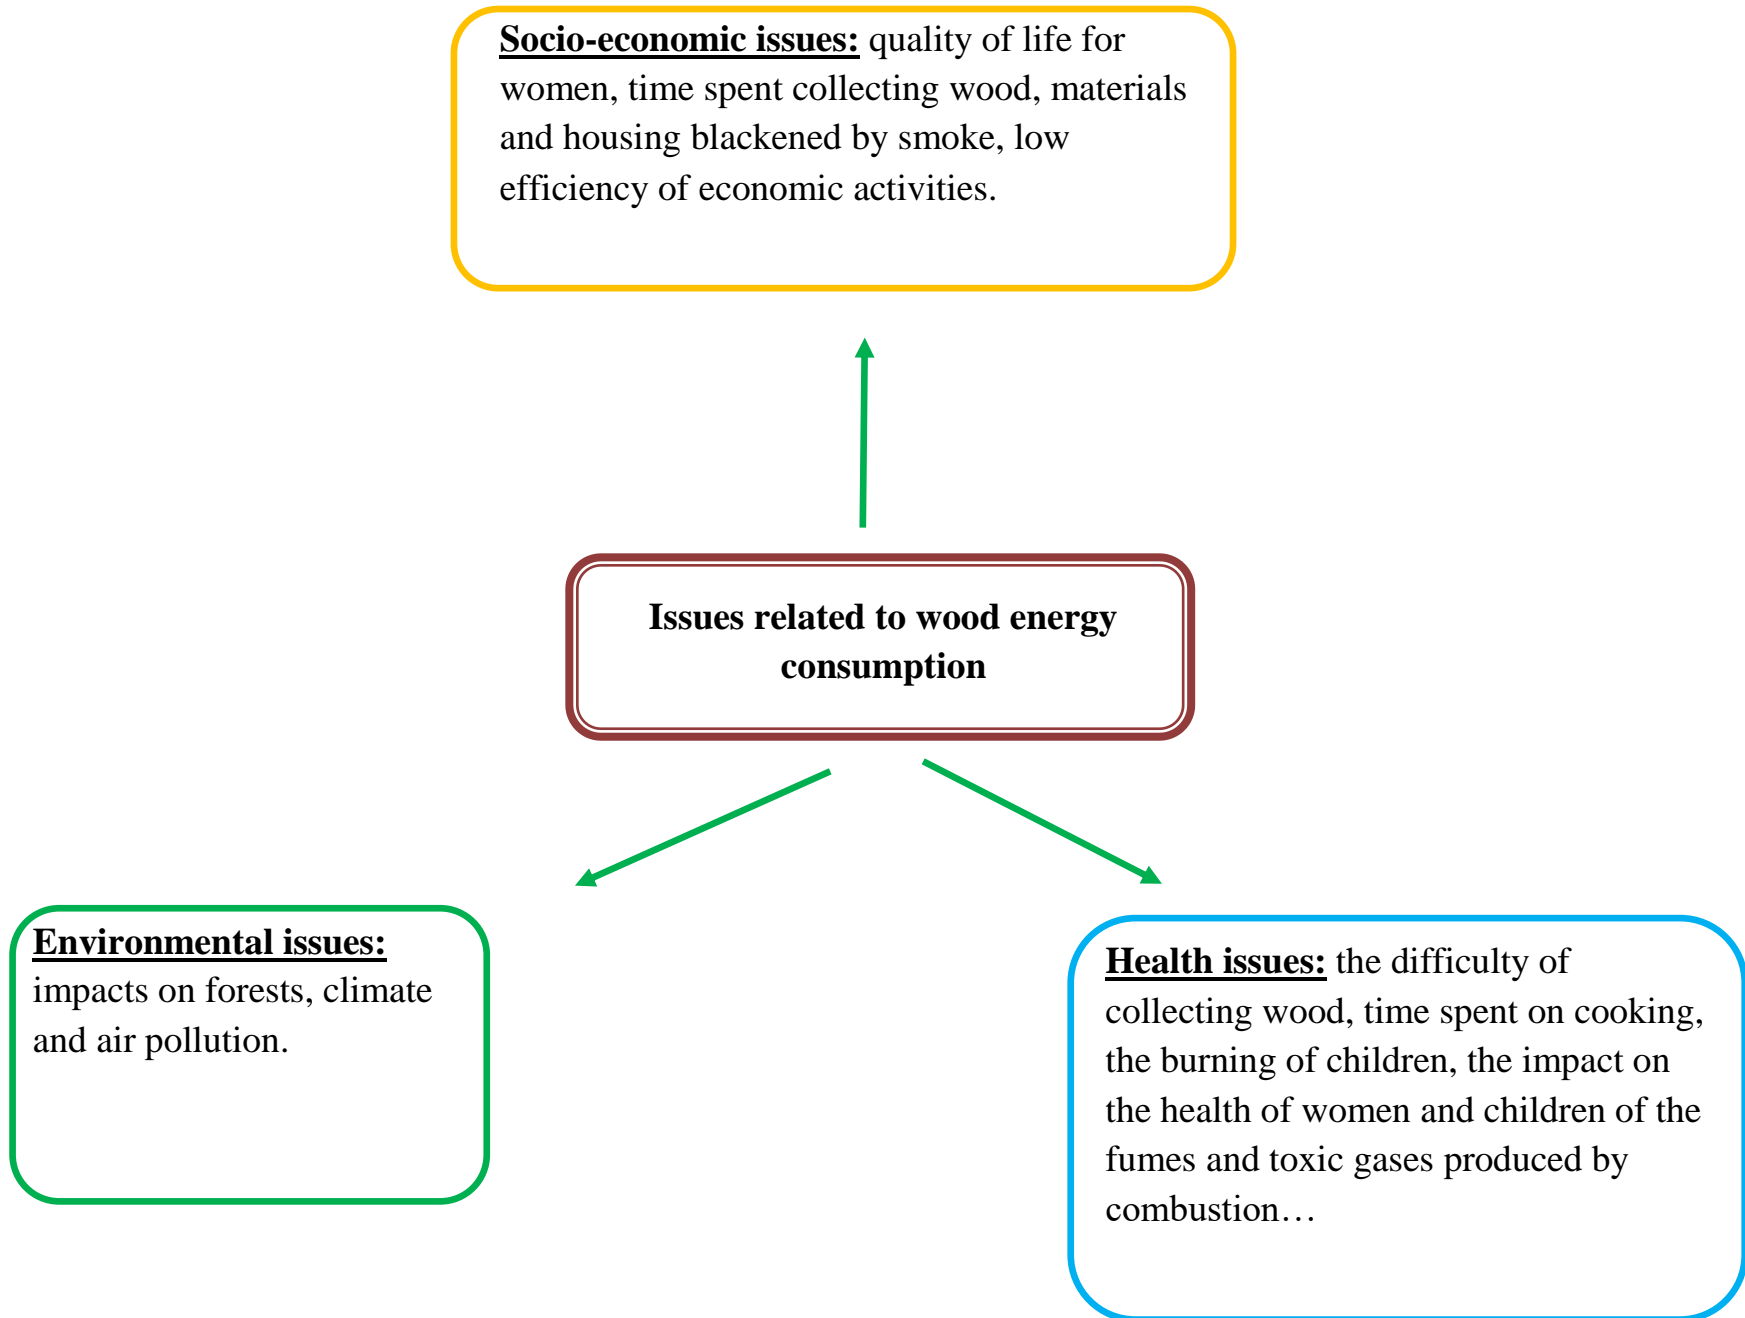 Socio-economic issues: quality of life for
women, time spent collecting wood, materials
and housing blackened by smoke, low
efficiency of economic activities.
Issues related to wood energy
consumption
Environmental issues:
impacts on forests, climate
and air pollution.
Health issues: the difficulty of
collecting wood, time spent on cooking,
the burning of children, the impact on
the health of women and children of the
fumes and toxic gases produced by
combustion…